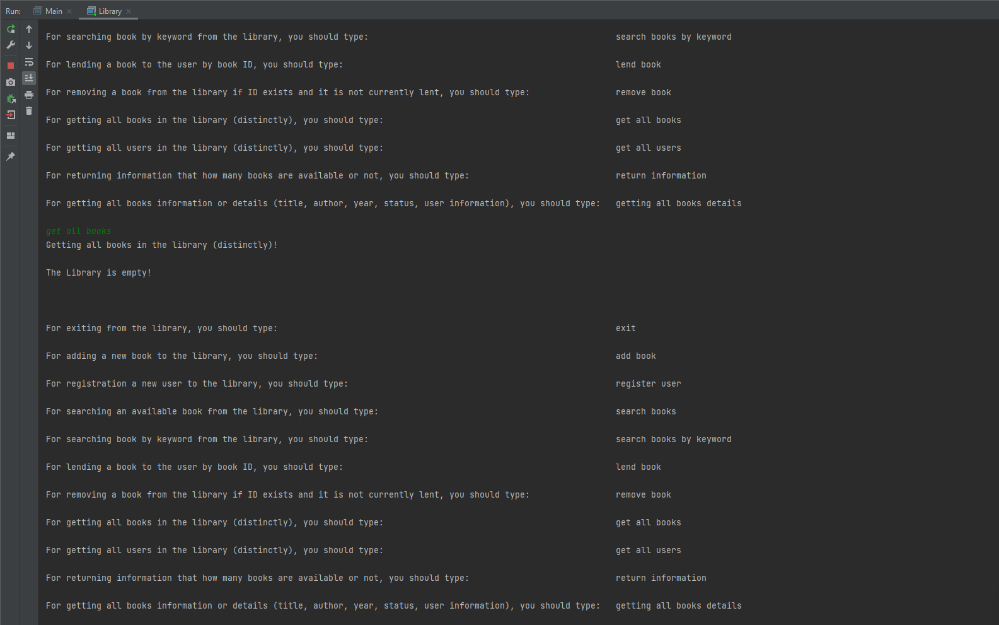 Run: Main Library
For searching book by keyword from the library, you should type: search books by keyword
For lending a book to the user by book ID, you should type: lend book
For removing a book from the library if ID exists and it is not currently lent, you should type: remove book
For getting all books in the library (distinctly), you should type: get all books
For getting all users in the library (distinctly), you should type: get all users
For returning information that how many books are available or not, you should type: return information
For getting all books information or details (title, author, year, status, user information), you should type: getting all books details
get all books
Getting all books in the library (distinctly)!
The Library is empty!
For exiting from the library, you should type: exit
For adding a new book to the library, you should type: add book
For registration a new user to the library, you should type: register user
For searching an available book from the library, you should type: search books
For searching book by keyword from the library, you should type: search books by keyword
For lending a book to the user by book ID, you should type: lend book
For removing a book from the library if ID exists and it is not currently lent, you should type: remove book
For getting all books in the library (distinctly), you should type: get all books
For getting all users in the library (distinctly), you should type: get all users
For returning information that how many books are available or not, you should type: return information
For getting all books information or details (title, author, year, status, user information), you should type: getting all books details